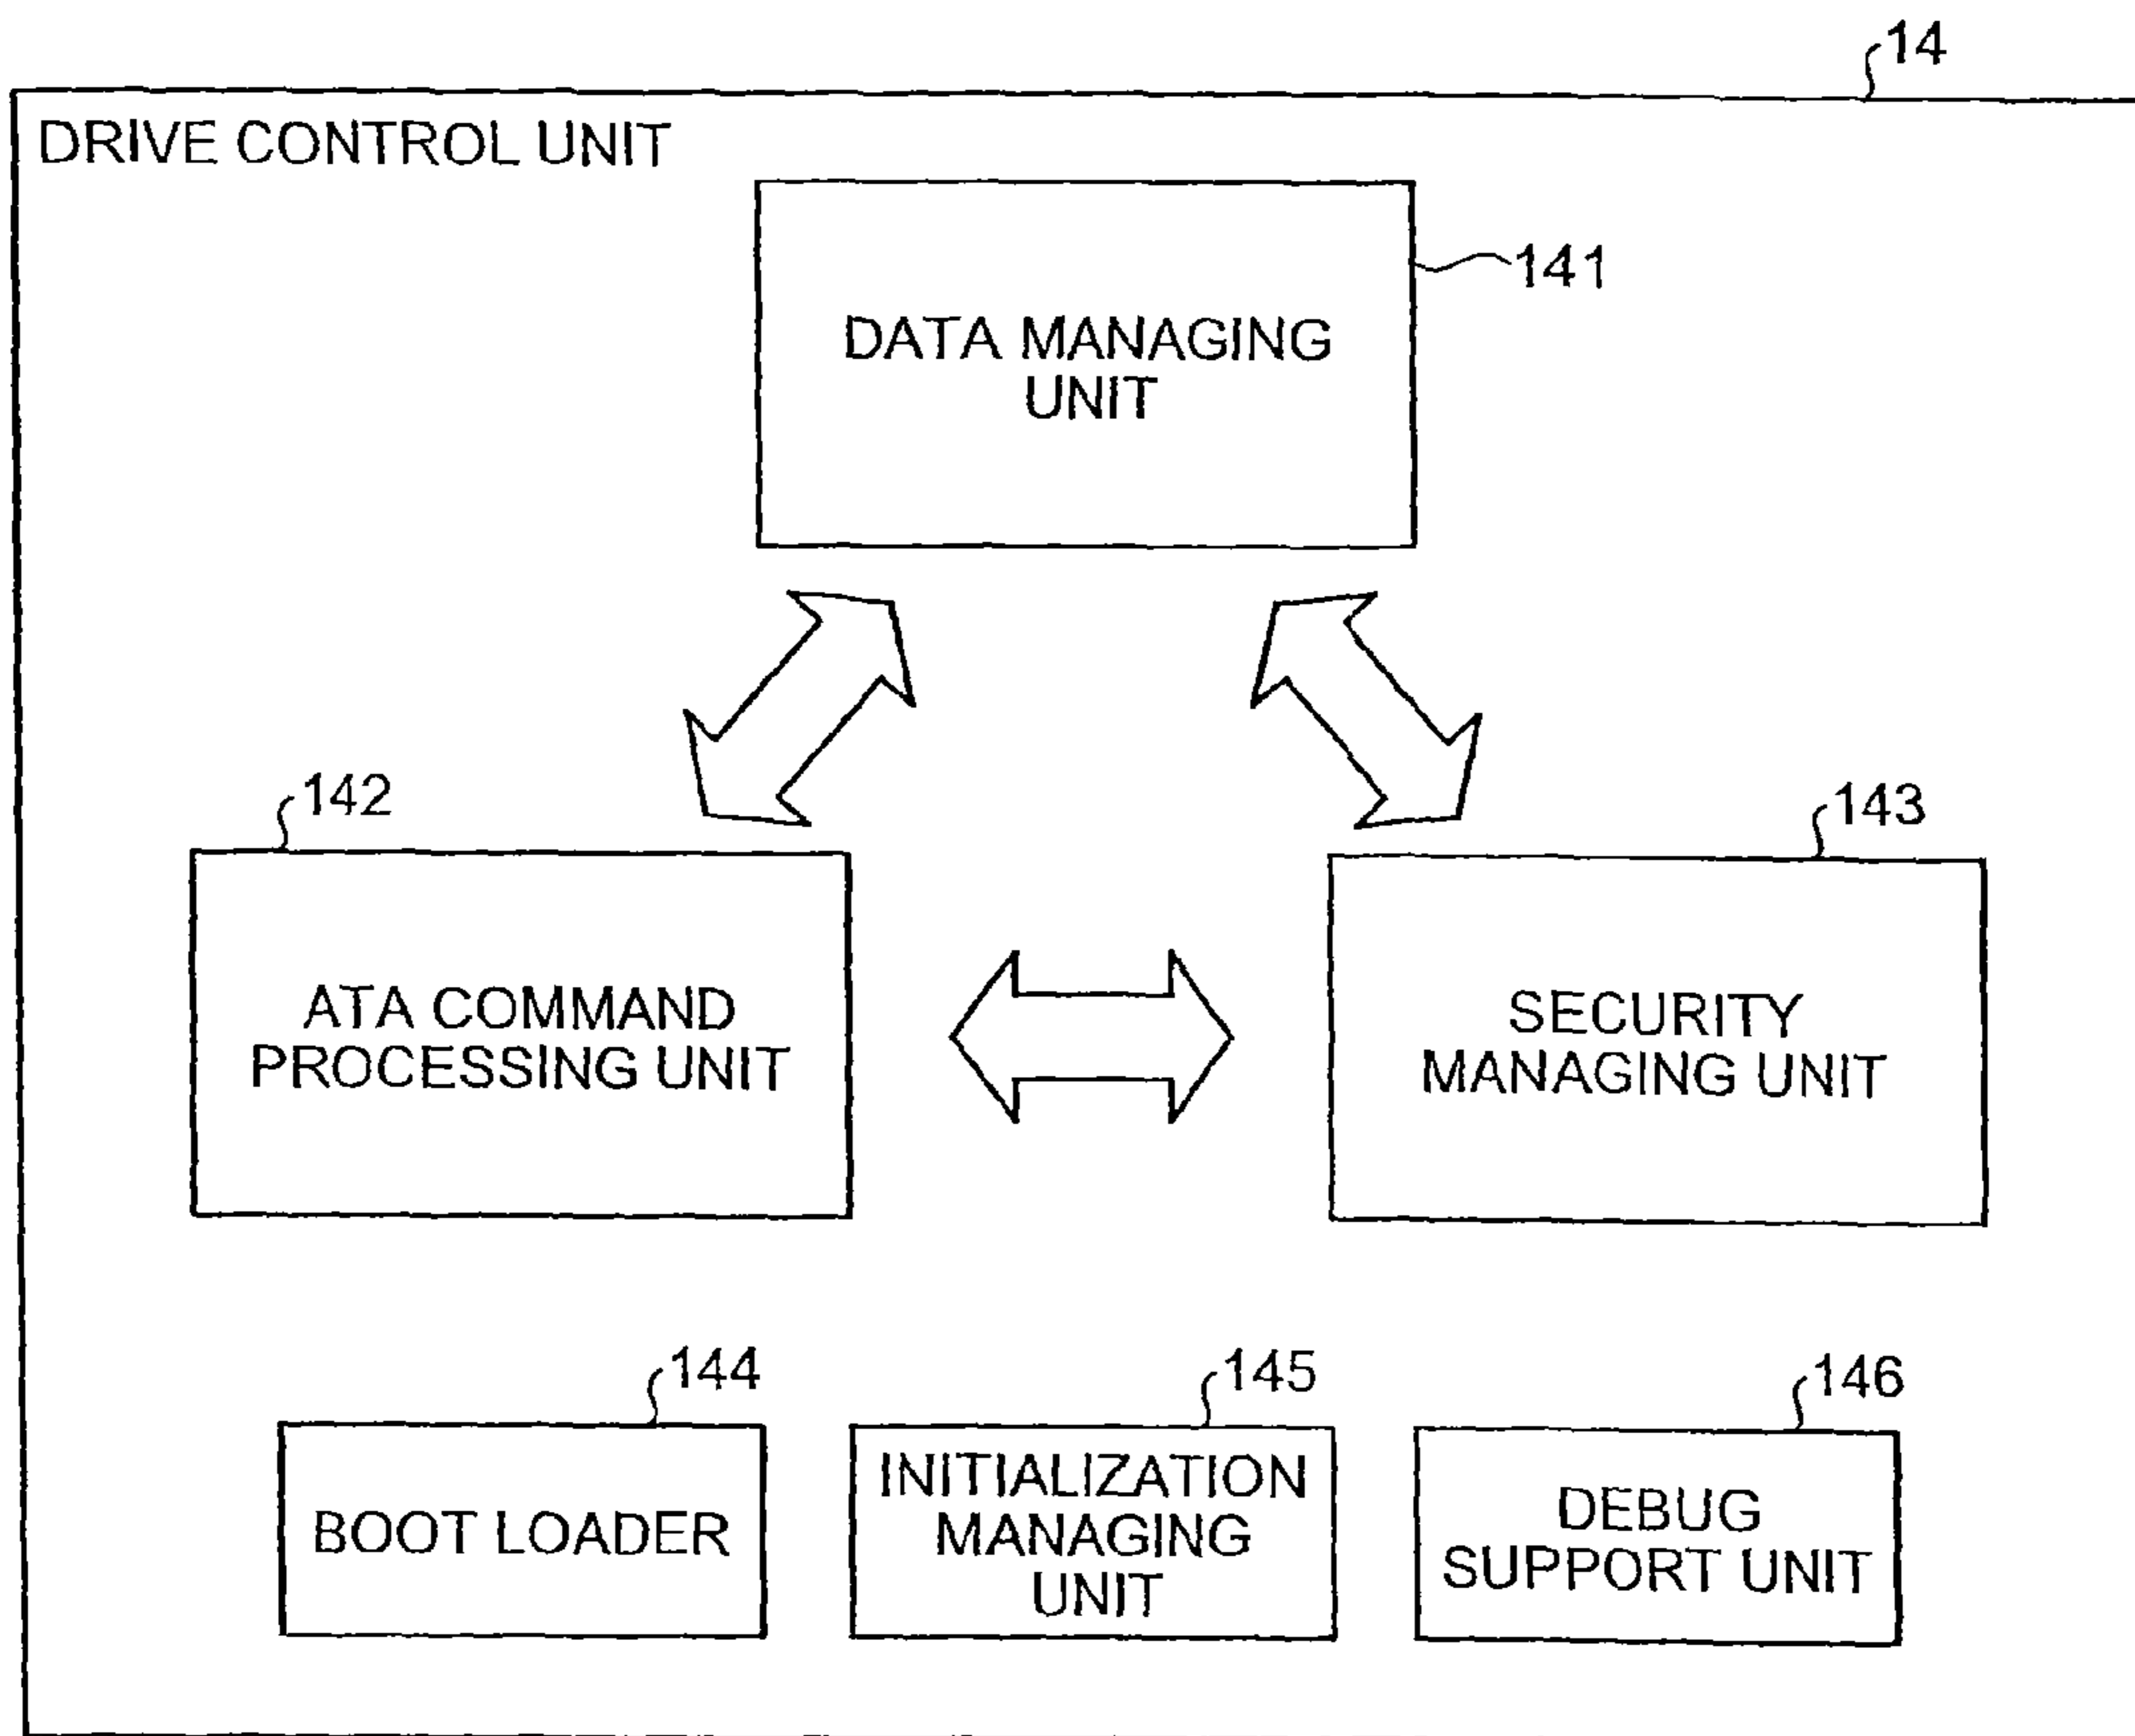 14
DRIVE CONTROL UNIT
141
DATA MANAGING
UNIT
142
143
ATA COMMAND
PROCESSING UNIT
SECURITY
MANAGING UNIT
144
145
146
BOOT LOADER
INITIALIZATION
MANAGING
UNIT
DEBUG
SUPPORT UNIT